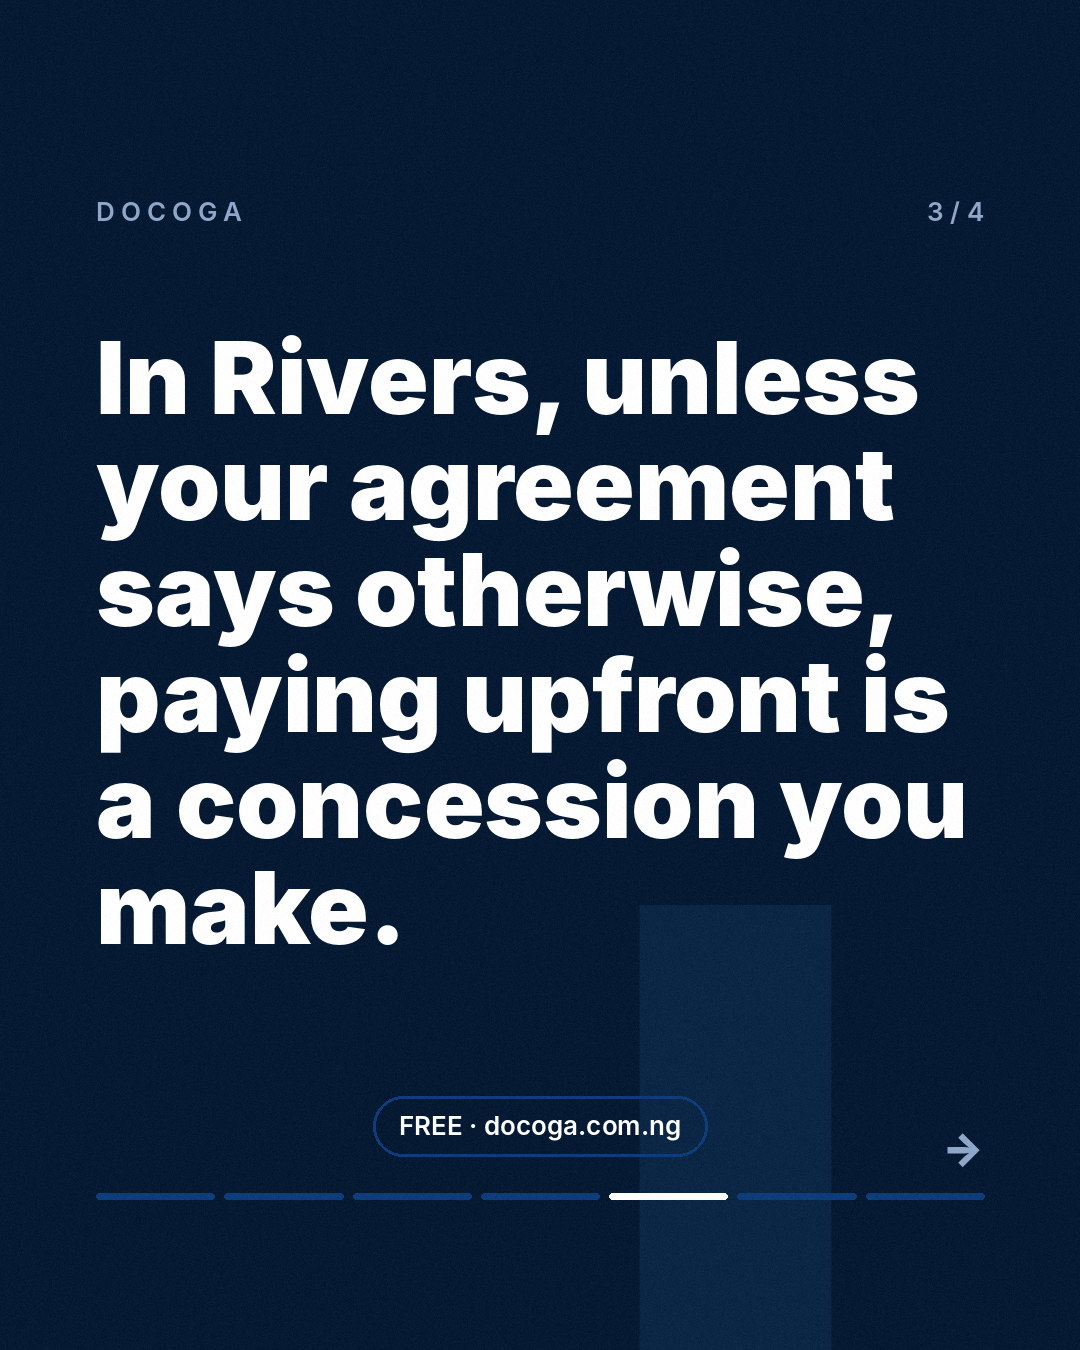 DOCOGA
3 / 4
In Rivers, unless
your agreement
says otherwise,
paying upfront is
a concession you
make.
FREE · docoga.com.ng
→